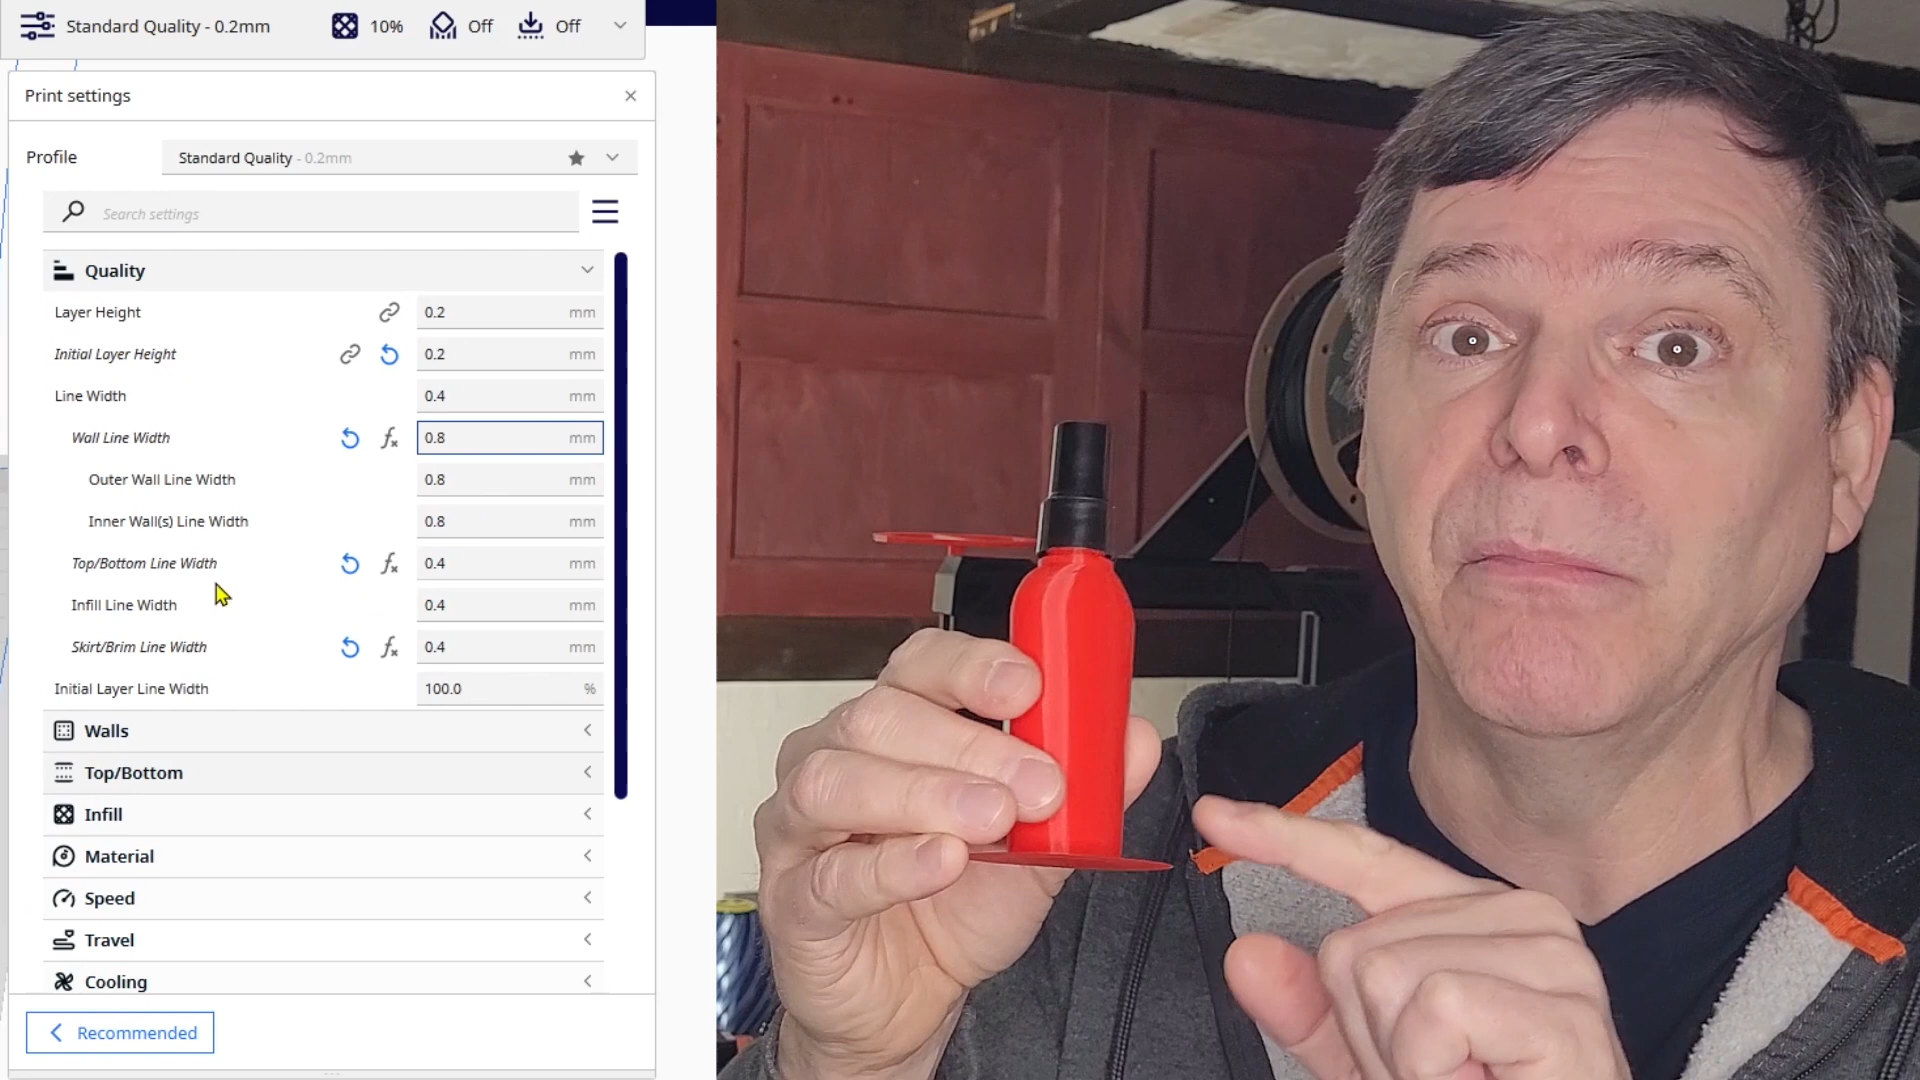 Standard Quality - 0.2mm 10% Off Off
Print settings
Profile Standard Quality - 0.2mm
Search settings
Quality
Layer Height 0.2 mm
Initial Layer Height 0.2 mm
Line Width 0.4 mm
Wall Line Width 0.8 mm
Outer Wall Line Width 0.8 mm
Inner Wall(s) Line Width 0.8 mm
Top/Bottom Line Width 0.4 mm
Infill Line Width 0.4 mm
Skirt/Brim Line Width 0.4 mm
Initial Layer Line Width 100.0 %
Walls
Top/Bottom
Infill
Material
Speed
Travel
Cooling
Recommended